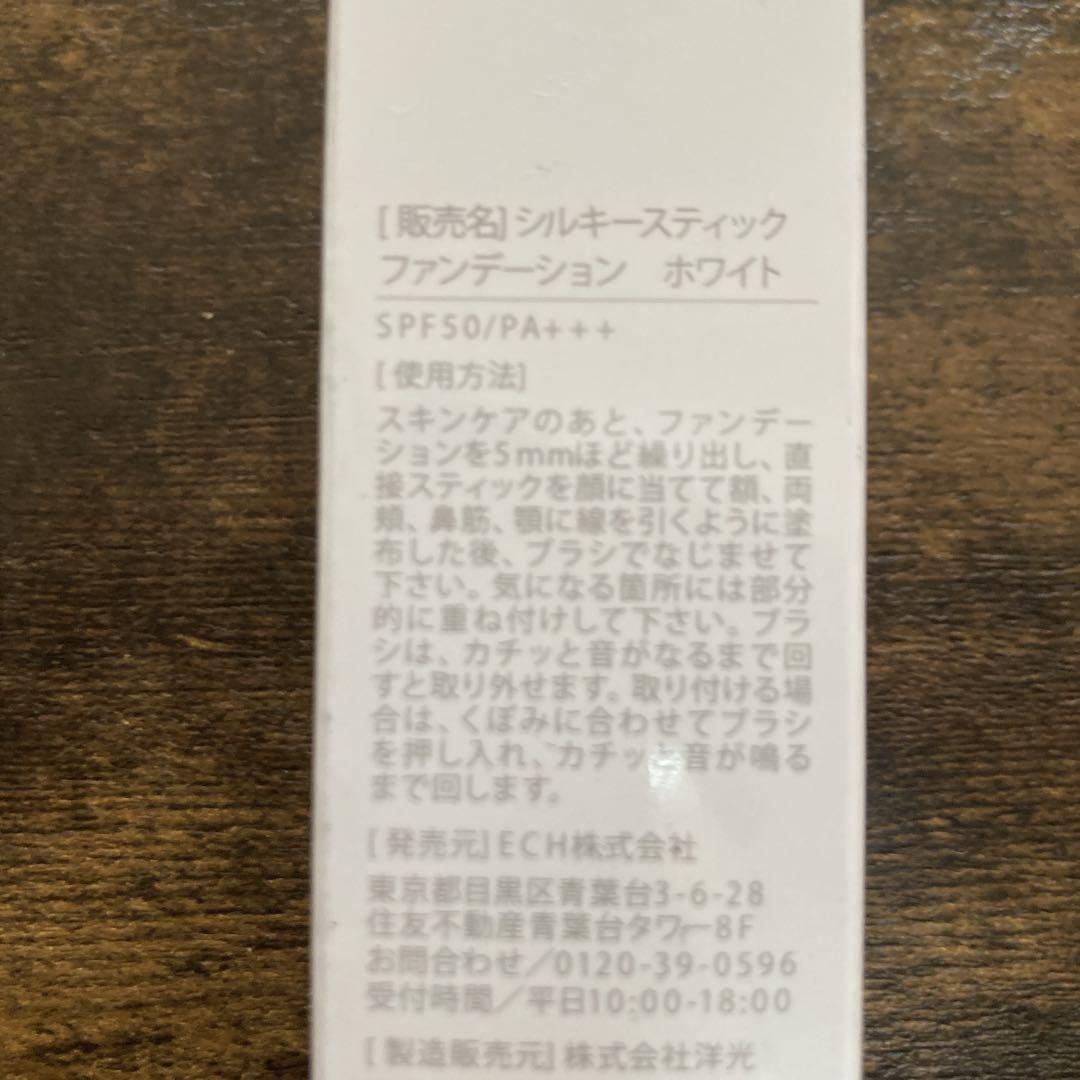 [ 販売名] シルキースティック
ファンデーション　ホワイト
SPF50/PA+++
[ 使用方法]
スキンケアのあと、ファンデー
ションを5mmほど繰り出し、直
接スティックを顔に当てて額、両
頬、鼻筋、顎に線を引くように塗
布した後、ブラシでなじませて
下さい。気になる箇所には部分
的に重ね付けして下さい。ブラ
シは、カチッと音がなるまで回
すと取り外せます。取り付ける場
合は、くぼみに合わせてブラシ
を押し入れ、カチッと音が鳴る
まで回します。
[ 発売元] ECH株式会社
東京都目黒区青葉台3-6-28
住友不動産青葉台タワー8F
お問合わせ／0120-39-0596
受付時間／平日10:00-18:00
[ 製造販売元] 株式会社洋光